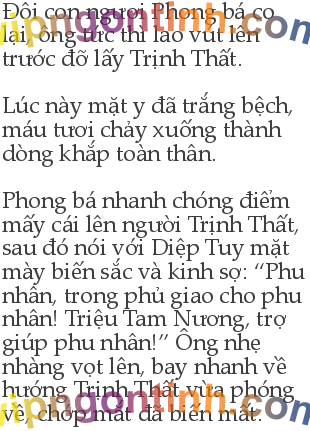 Đôi con ngươi Phong bá co
lại, ông tức thì lao vút lên
trước đỡ lấy Trịnh Thất.
Lúc này mặt y đã trắng bệch,
máu tươi chảy xuống thành
dòng khắp toàn thân.
Phong bá nhanh chóng điểm
mấy cái lên người Trịnh Thất,
sau đó nói với Diệp Tuy mặt
mày biến sắc và kinh sợ: “Phu
nhân, trong phủ giao cho phu
nhân! Triệu Tam Nương, trợ
giúp phu nhân!” Ông nhẹ
nhàng vọt lên, bay nhanh về
hướng Trịnh Thất vừa phóng
về, chớp mắt đã biến mất.